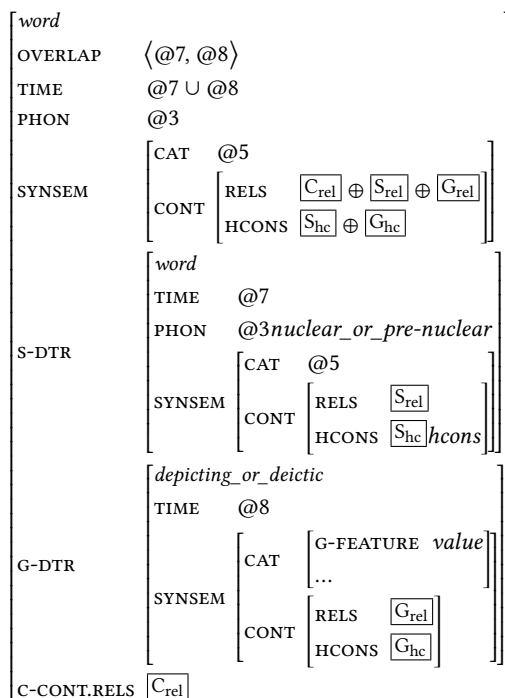 word
OVERLAP ⟨@7, @8⟩
TIME @7 ∪ @8
PHON @3
SYNSEM [CAT @5
CONT [RELS C_rel ⊕ S_rel ⊕ G_rel
HCONS S_hc ⊕ G_hc]]
S-DTR [word
TIME @7
PHON @3nuclear_or_pre-nuclear
SYNSEM [CAT @5
CONT [RELS S_rel
HCONS S_hc hcons]]]
G-DTR [depicting_or_deictic
TIME @8
SYNSEM [CAT [G-FEATURE value
...]
CONT [RELS G_rel
HCONS G_hc]]]
C-CONT.RELS C_rel